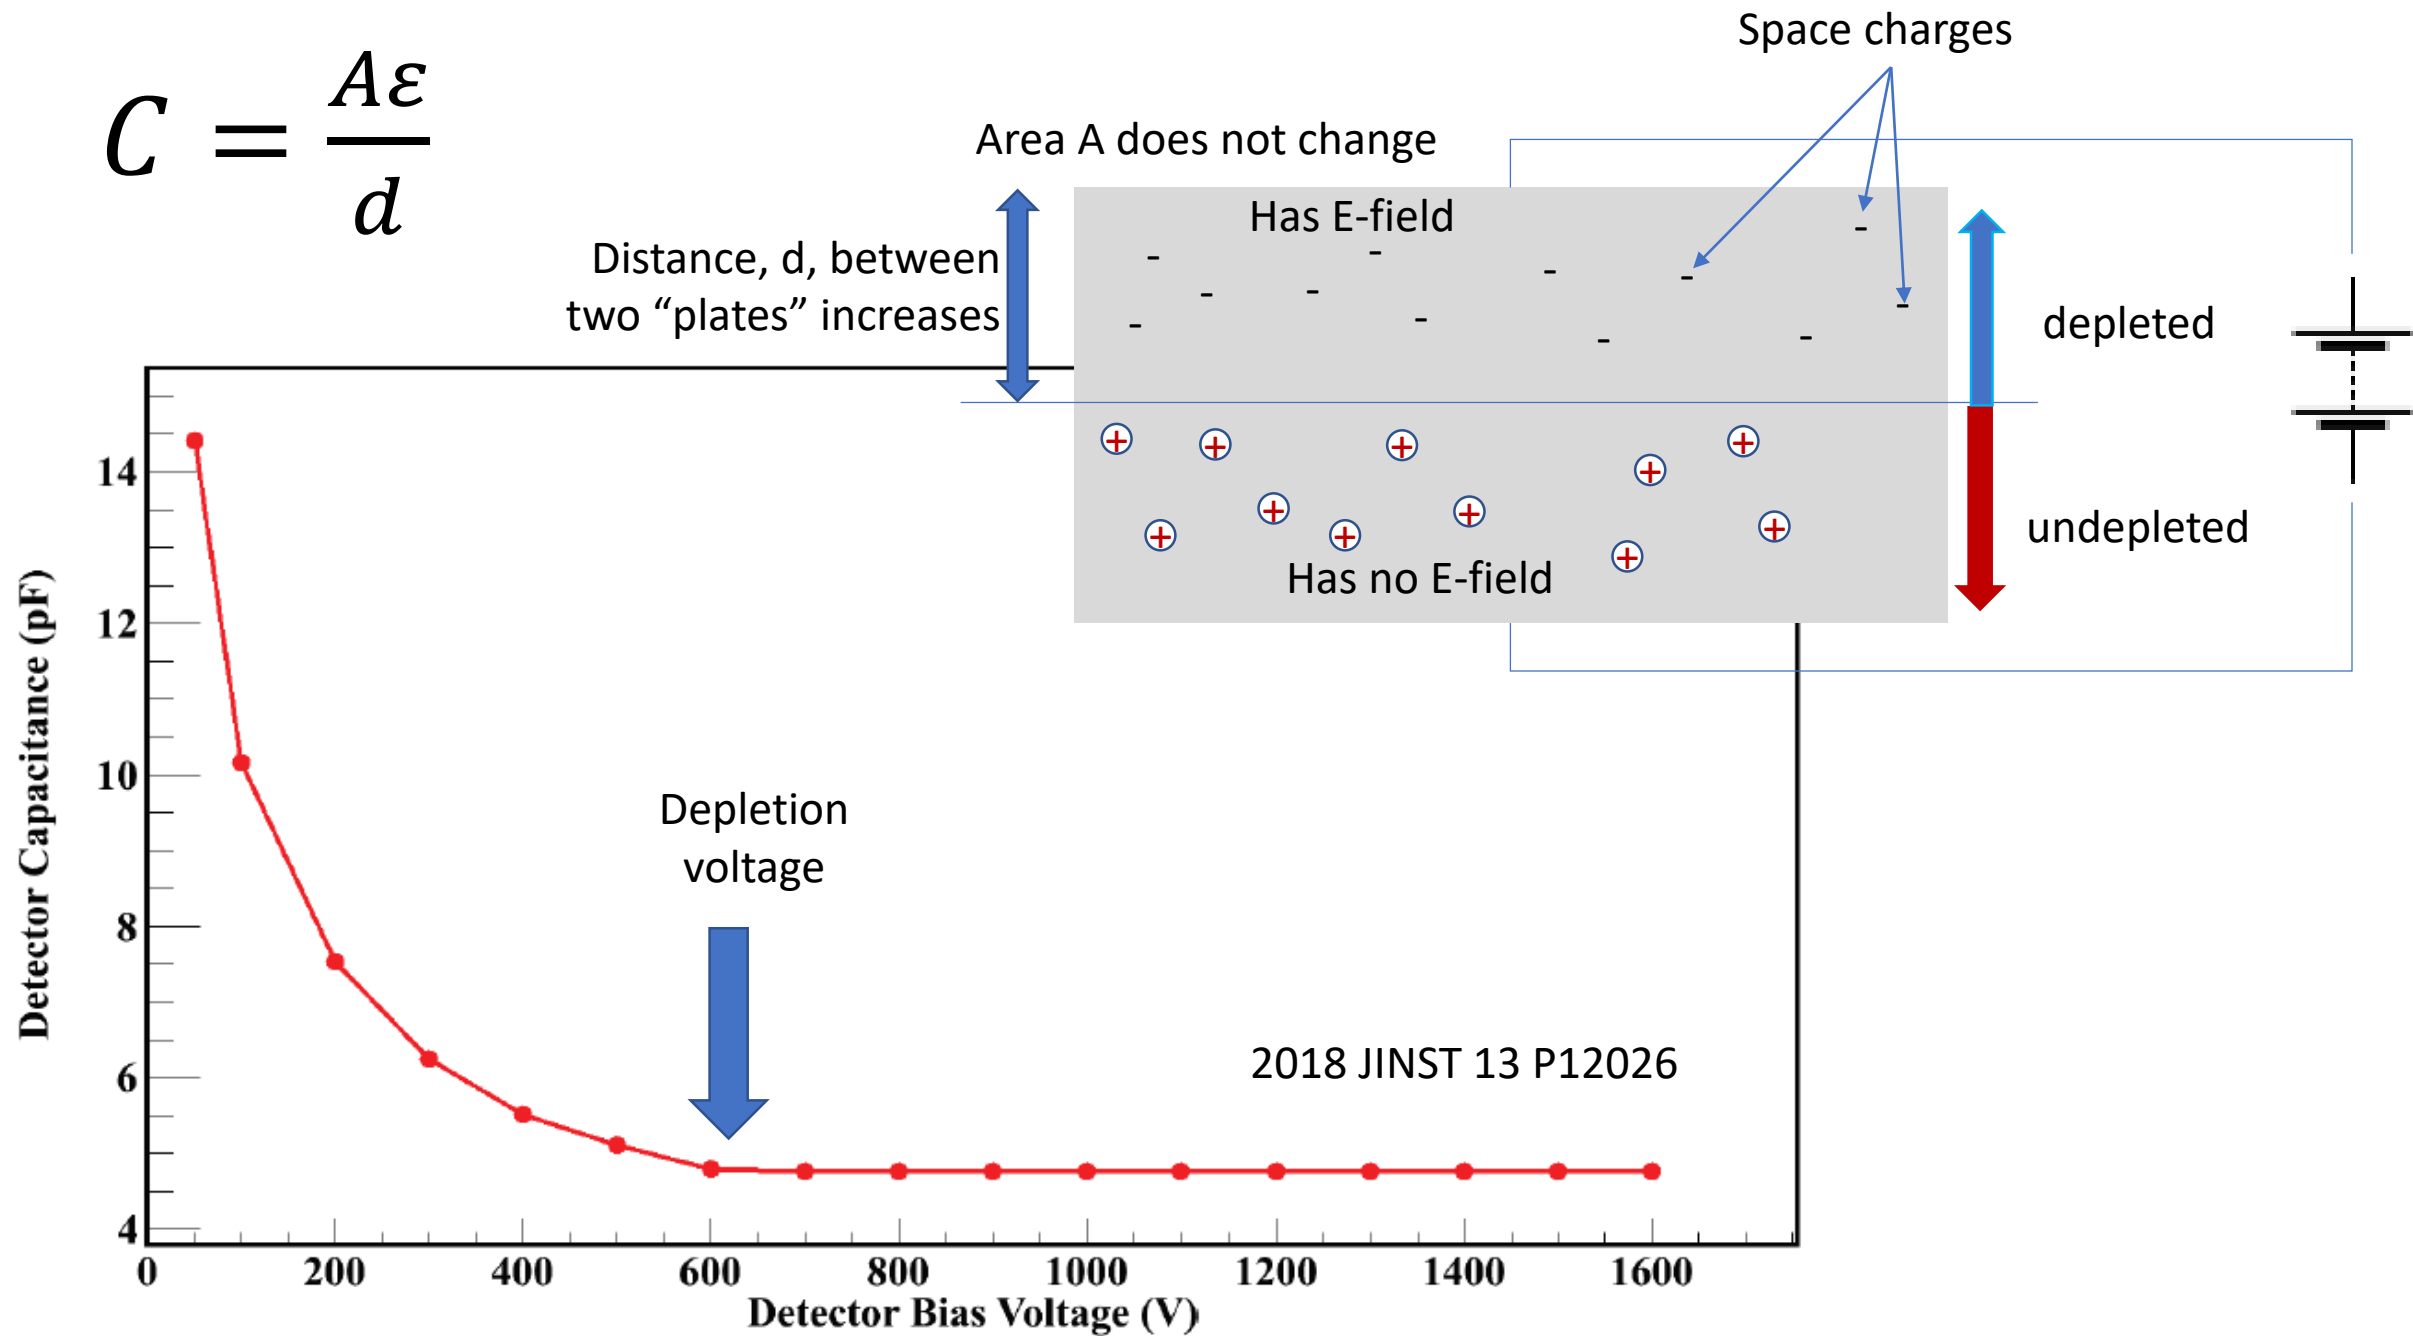 Space charges
C = Aε/d
Area A does not change
Has E-field
Distance, d, between
two “plates” increases
- - - - - - - - - - - - - -
depleted
+ + + + + + + + + + + +
undepleted
Has no E-field
14
12
10
8
6
4
Detector Capacitance (pF)
Depletion
voltage
2018 JINST 13 P12026
0 200 400 600 800 1000 1200 1400 1600
Detector Bias Voltage (V)